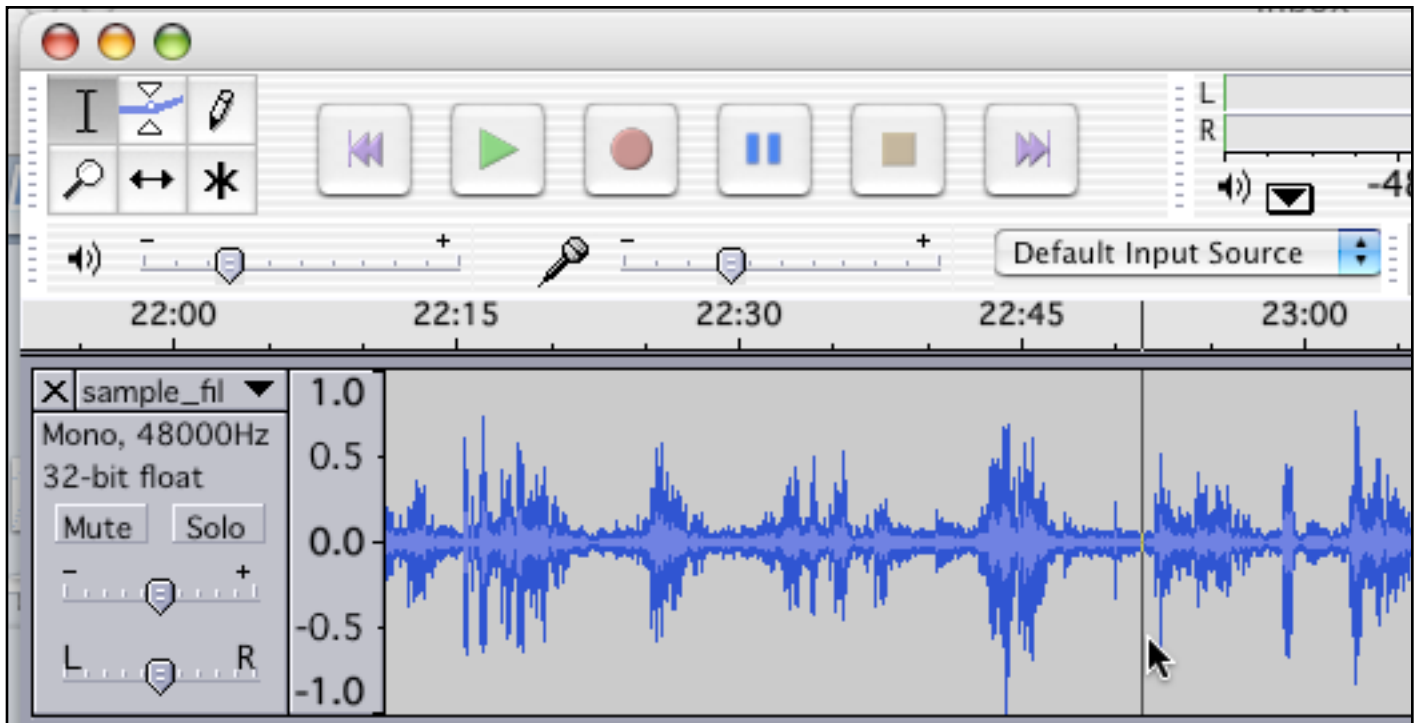 L
R
-48
- +
- +
Default Input Source
22:00 22:15 22:30 22:45 23:00
X sample_fil
Mono, 48000Hz
32-bit float
Mute Solo
- +
L R
1.0
0.5
0.0
-0.5
-1.0